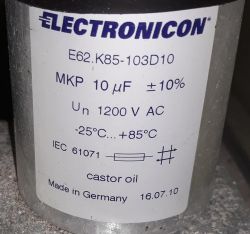 ELECTRONICON®
E62.K85-103D10
MKP 10 µF ±10%
Un 1200 V AC
-25°C...+85°C
IEC 61071
castor oil
Made in Germany 16.07.10